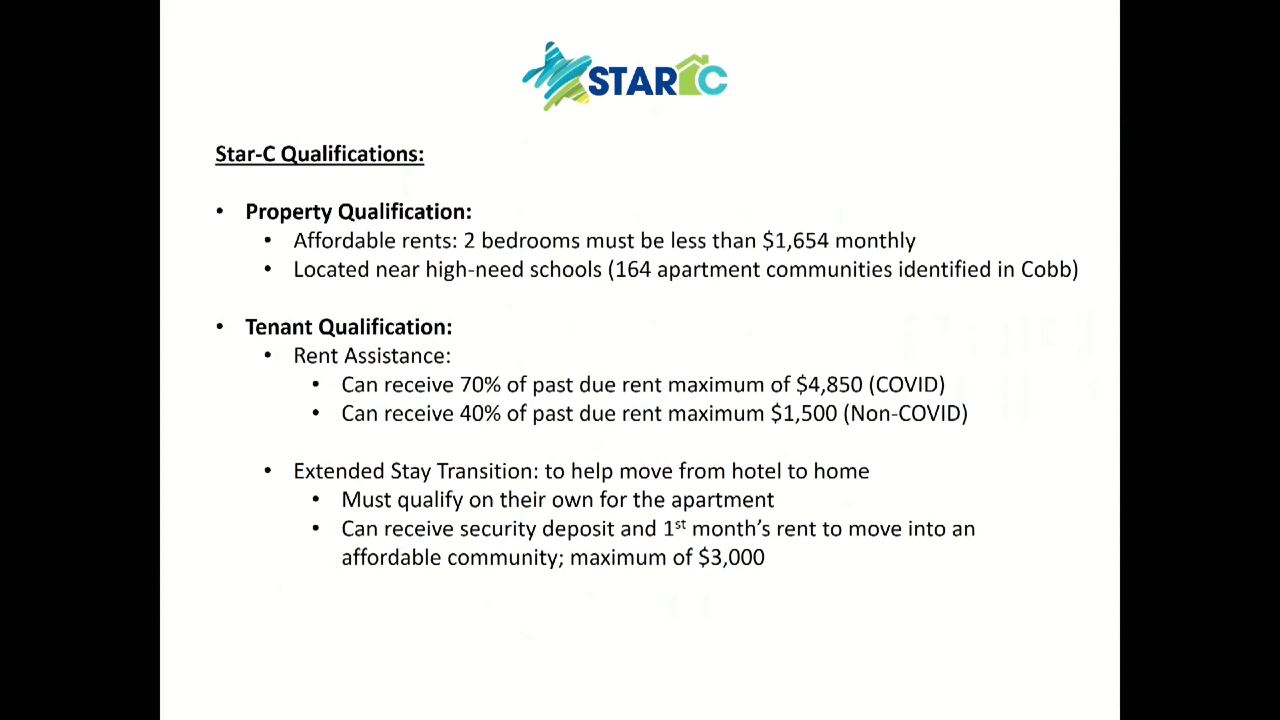 STAR C
Star-C Qualifications:
• Property Qualification:
• Affordable rents: 2 bedrooms must be less than $1,654 monthly
• Located near high-need schools (164 apartment communities identified in Cobb)
• Tenant Qualification:
• Rent Assistance:
• Can receive 70% of past due rent maximum of $4,850 (COVID)
• Can receive 40% of past due rent maximum $1,500 (Non-COVID)
• Extended Stay Transition: to help move from hotel to home
• Must qualify on their own for the apartment
• Can receive security deposit and 1st month’s rent to move into an
affordable community; maximum of $3,000